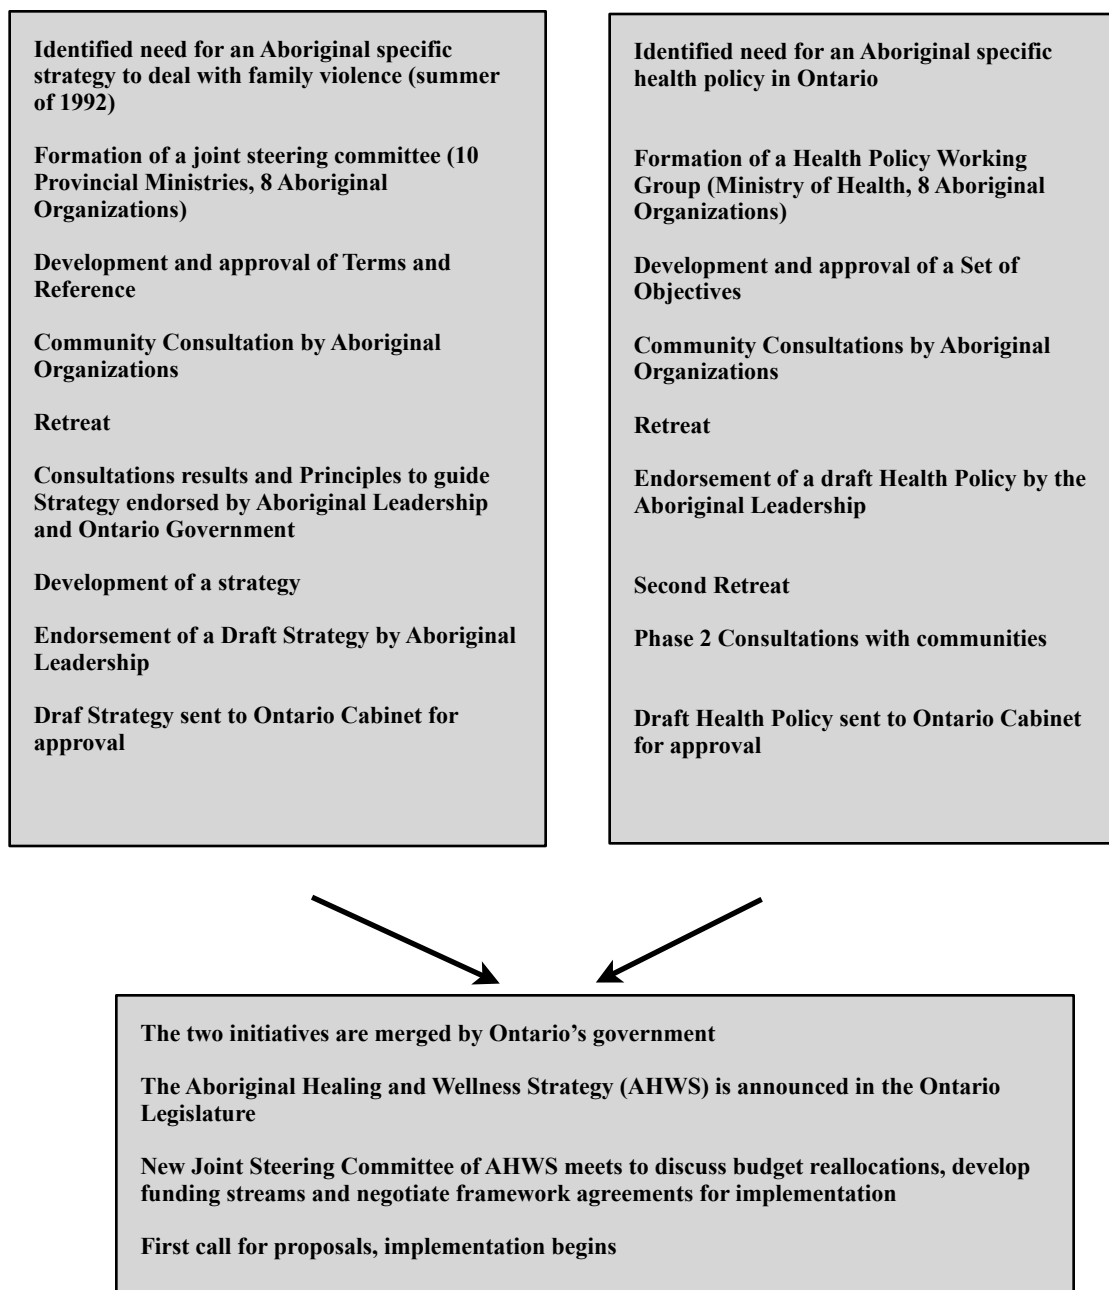 Identified need for an Aboriginal specific
strategy to deal with family violence (summer
of 1992)
Formation of a joint steering committee (10
Provincial Ministries, 8 Aboriginal
Organizations)
Development and approval of Terms and
Reference
Community Consultation by Aboriginal
Organizations
Retreat
Consultations results and Principles to guide
Strategy endorsed by Aboriginal Leadership
and Ontario Government
Development of a strategy
Endorsement of a Draft Strategy by Aboriginal
Leadership
Draf Strategy sent to Ontario Cabinet for
approval
Identified need for an Aboriginal specific
health policy in Ontario
Formation of a Health Policy Working
Group (Ministry of Health, 8 Aboriginal
Organizations)
Development and approval of a Set of
Objectives
Community Consultations by Aboriginal
Organizations
Retreat
Endorsement of a draft Health Policy by the
Aboriginal Leadership
Second Retreat
Phase 2 Consultations with communities
Draft Health Policy sent to Ontario Cabinet
for approval
The two initiatives are merged by Ontario’s government
The Aboriginal Healing and Wellness Strategy (AHWS) is announced in the Ontario
Legislature
New Joint Steering Committee of AHWS meets to discuss budget reallocations, develop
funding streams and negotiate framework agreements for implementation
First call for proposals, implementation begins